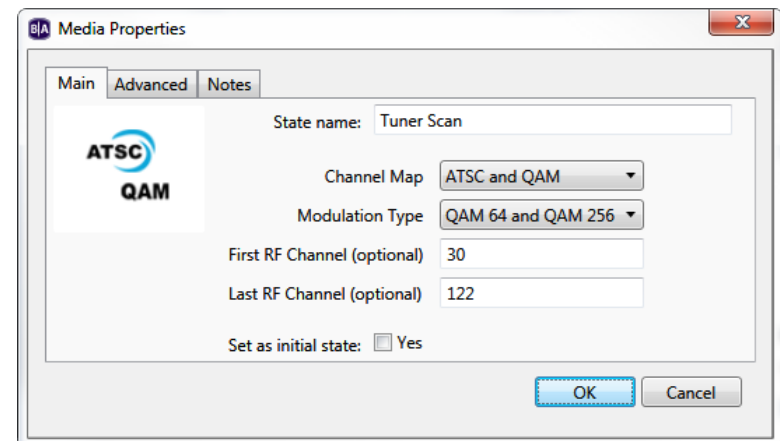 B|A Media Properties
Main Advanced Notes
ATSC
QAM
State name: Tuner Scan
Channel Map ATSC and QAM
Modulation Type QAM 64 and QAM 256
First RF Channel (optional) 30
Last RF Channel (optional) 122
Set as initial state: Yes
OK Cancel